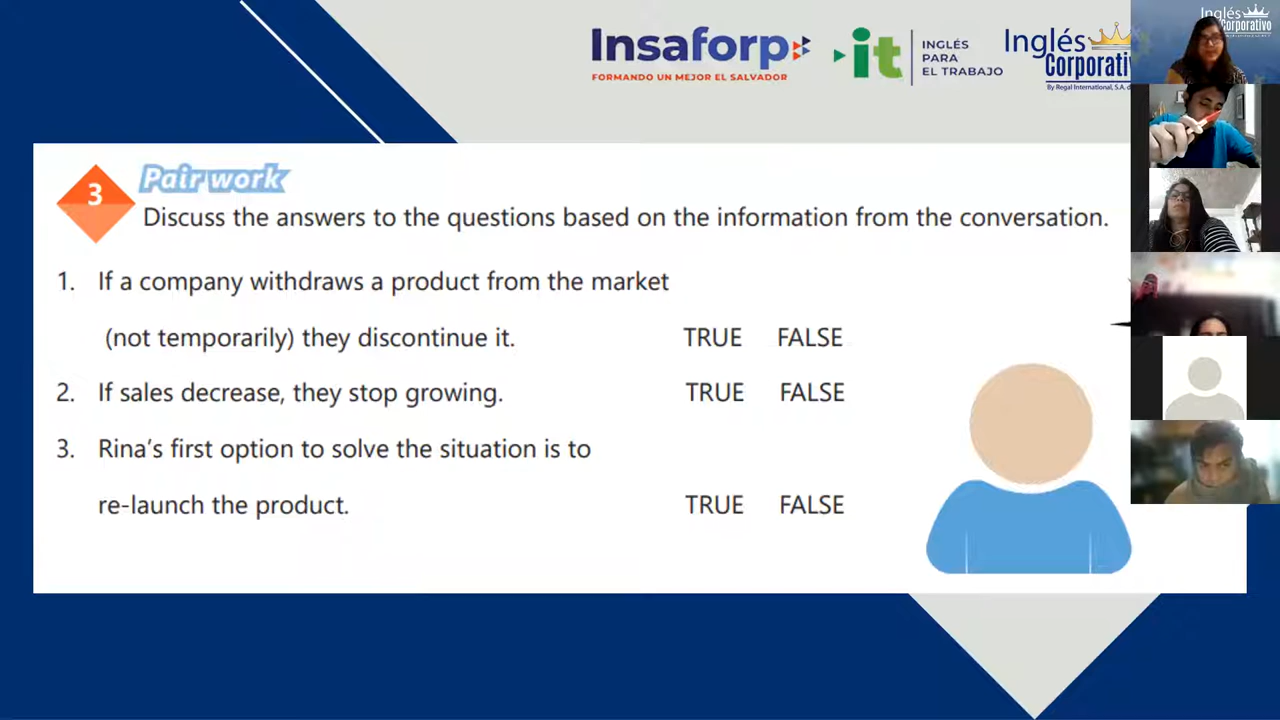 Insaforp
FORMANDO UN MEJOR EL SALVADOR
it
INGLÉS
PARA
EL TRABAJO
Inglés
Corporativ
By Regal International, S.A. d
Inglés
Corporativo
3
Pair work
Discuss the answers to the questions based on the information from the conversation.
1. If a company withdraws a product from the market
(not temporarily) they discontinue it. TRUE FALSE
2. If sales decrease, they stop growing. TRUE FALSE
3. Rina's first option to solve the situation is to
re-launch the product. TRUE FALSE